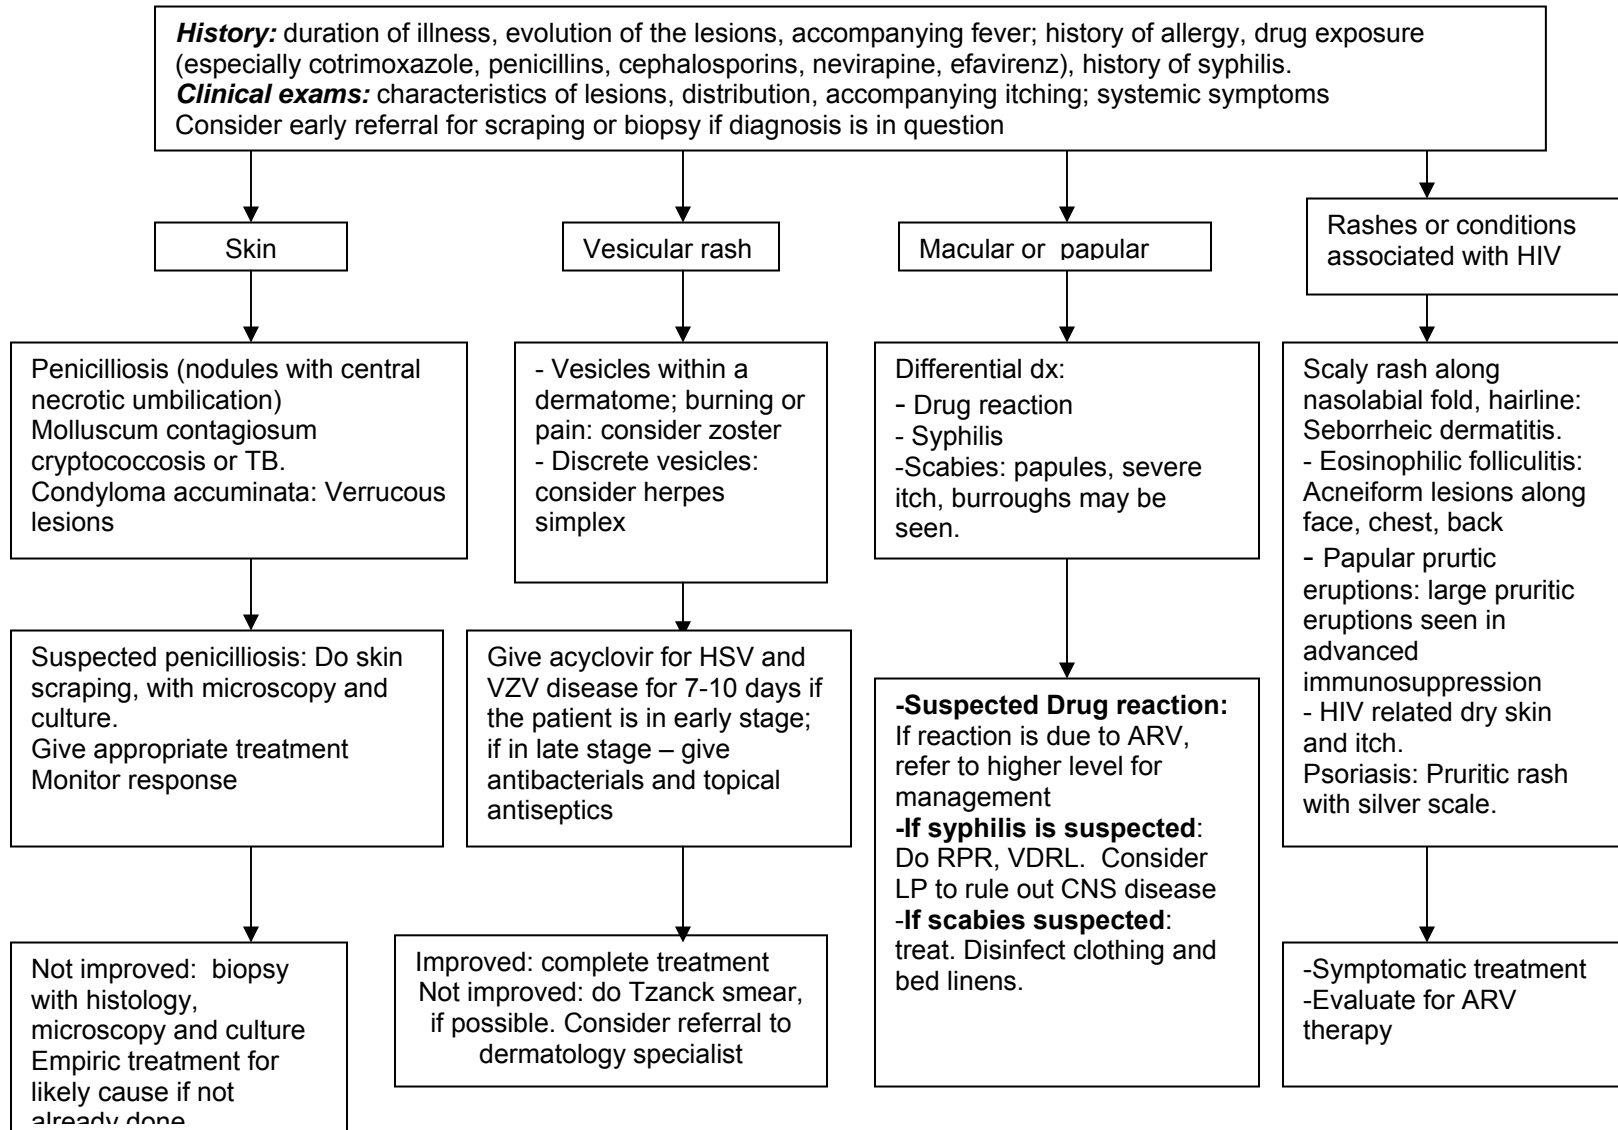 History: duration of illness, evolution of the lesions, accompanying fever; history of allergy, drug exposure
(especially cotrimoxazole, penicillins, cephalosporins, nevirapine, efavirenz), history of syphilis.
Clinical exams: characteristics of lesions, distribution, accompanying itching; systemic symptoms
Consider early referral for scraping or biopsy if diagnosis is in question
Skin
Vesicular rash
Macular or papular
Rashes or conditions
associated with HIV
Penicilliosis (nodules with central
necrotic umbilication)
Molluscum contagiosum
cryptococcosis or TB.
Condyloma accuminata: Verrucous
lesions
- Vesicles within a
dermatome; burning or
pain: consider zoster
- Discrete vesicles:
consider herpes
simplex
Differential dx:
- Drug reaction
- Syphilis
-Scabies: papules, severe
itch, burroughs may be
seen.
Scaly rash along
nasolabial fold, hairline:
Seborrheic dermatitis.
- Eosinophilic folliculitis:
Acneiform lesions along
face, chest, back
- Papular prurtic
eruptions: large pruritic
eruptions seen in
advanced
immunosuppression
- HIV related dry skin
and itch.
Psoriasis: Pruritic rash
with silver scale.
Suspected penicilliosis: Do skin
scraping, with microscopy and
culture.
Give appropriate treatment
Monitor response
Give acyclovir for HSV and
VZV disease for 7-10 days if
the patient is in early stage;
if in late stage – give
antibacterials and topical
antiseptics
-Suspected Drug reaction:
If reaction is due to ARV,
refer to higher level for
management
-If syphilis is suspected:
Do RPR, VDRL. Consider
LP to rule out CNS disease
-If scabies suspected:
treat. Disinfect clothing and
bed linens.
Not improved: biopsy
with histology,
microscopy and culture
Empiric treatment for
likely cause if not
already done
Improved: complete treatment
Not improved: do Tzanck smear,
if possible. Consider referral to
dermatology specialist
-Symptomatic treatment
-Evaluate for ARV
therapy